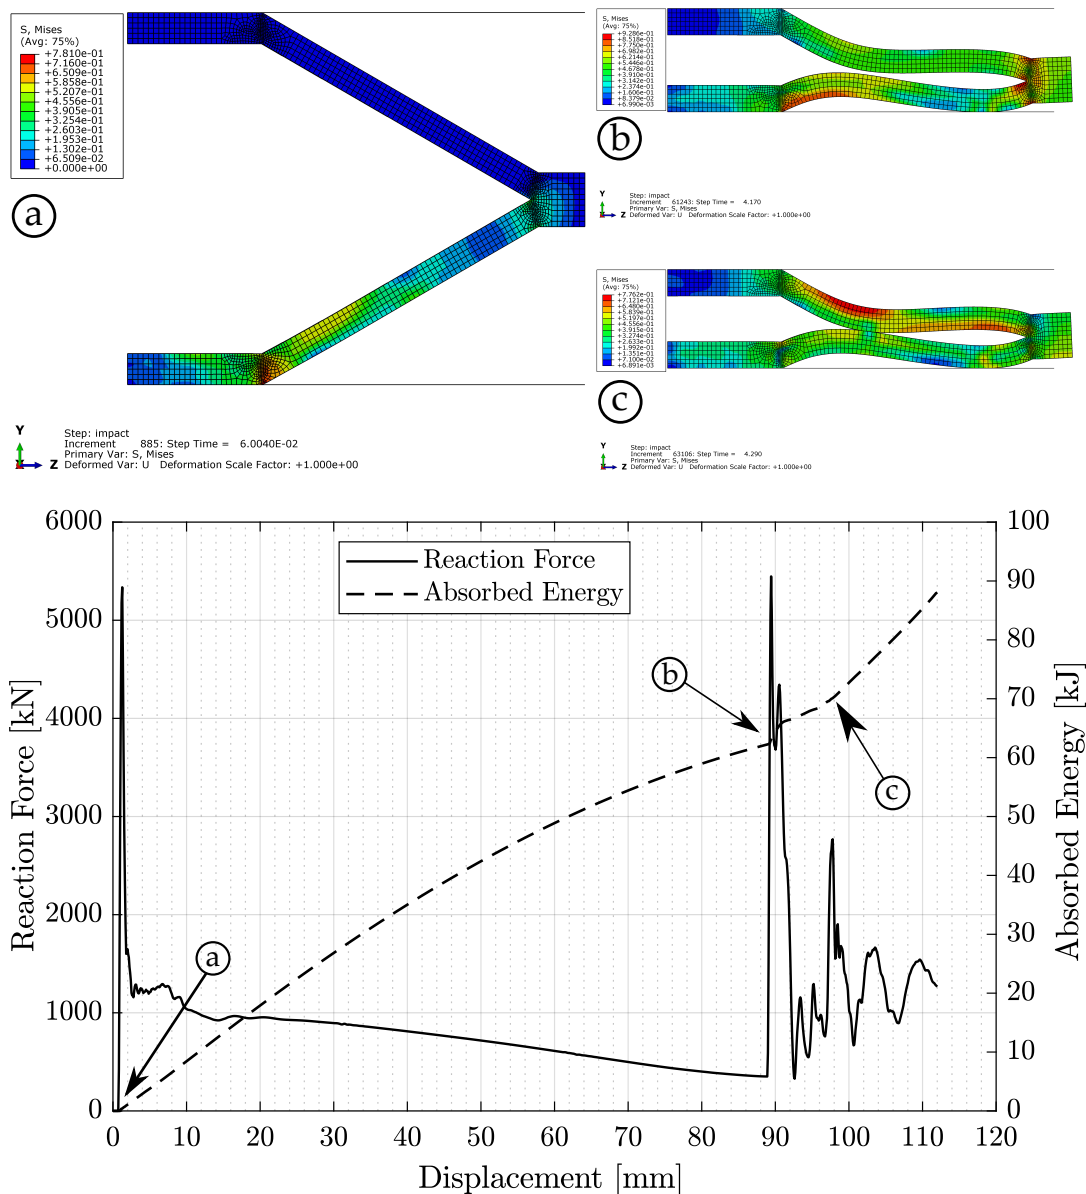 S, Mises
(Avg: 75%)
+7.810e-01
+7.160e-01
+6.509e-01
+5.858e-01
+5.207e-01
+4.556e-01
+3.905e-01
+3.254e-01
+2.603e-01
+1.953e-01
+1.302e-01
+6.509e-02
+0.000e+00
a
Y
Z
Step: impact
Increment 885: Step Time = 6.0040E-02
Primary Var: S, Mises
Deformed Var: U Deformation Scale Factor: +1.000e+00
S, Mises
(Avg: 75%)
+9.286e-01
+8.518e-01
+7.750e-01
+6.982e-01
+6.214e-01
+5.446e-01
+4.678e-01
+3.910e-01
+3.142e-01
+2.374e-01
+1.606e-01
+8.379e-02
+6.990e-03
b
Y
Z
Step: impact
Increment 61243: Step Time = 4.170
Primary Var: S, Mises
Deformed Var: U Deformation Scale Factor: +1.000e+00
S, Mises
(Avg: 75%)
+7.762e-01
+7.121e-01
+6.480e-01
+5.839e-01
+5.197e-01
+4.556e-01
+3.915e-01
+3.274e-01
+2.633e-01
+1.992e-01
+1.351e-01
+7.100e-02
+6.891e-03
c
Y
Z
Step: impact
Increment 63106: Step Time = 4.290
Primary Var: S, Mises
Deformed Var: U Deformation Scale Factor: +1.000e+00
Reaction Force [kN]
6000
5000
4000
3000
2000
1000
0
Reaction Force
Absorbed Energy
a
b
c
100
90
80
70
60
50
40
30
20
10
0
Absorbed Energy [kJ]
0 10 20 30 40 50 60 70 80 90 100 110 120
Displacement [mm]